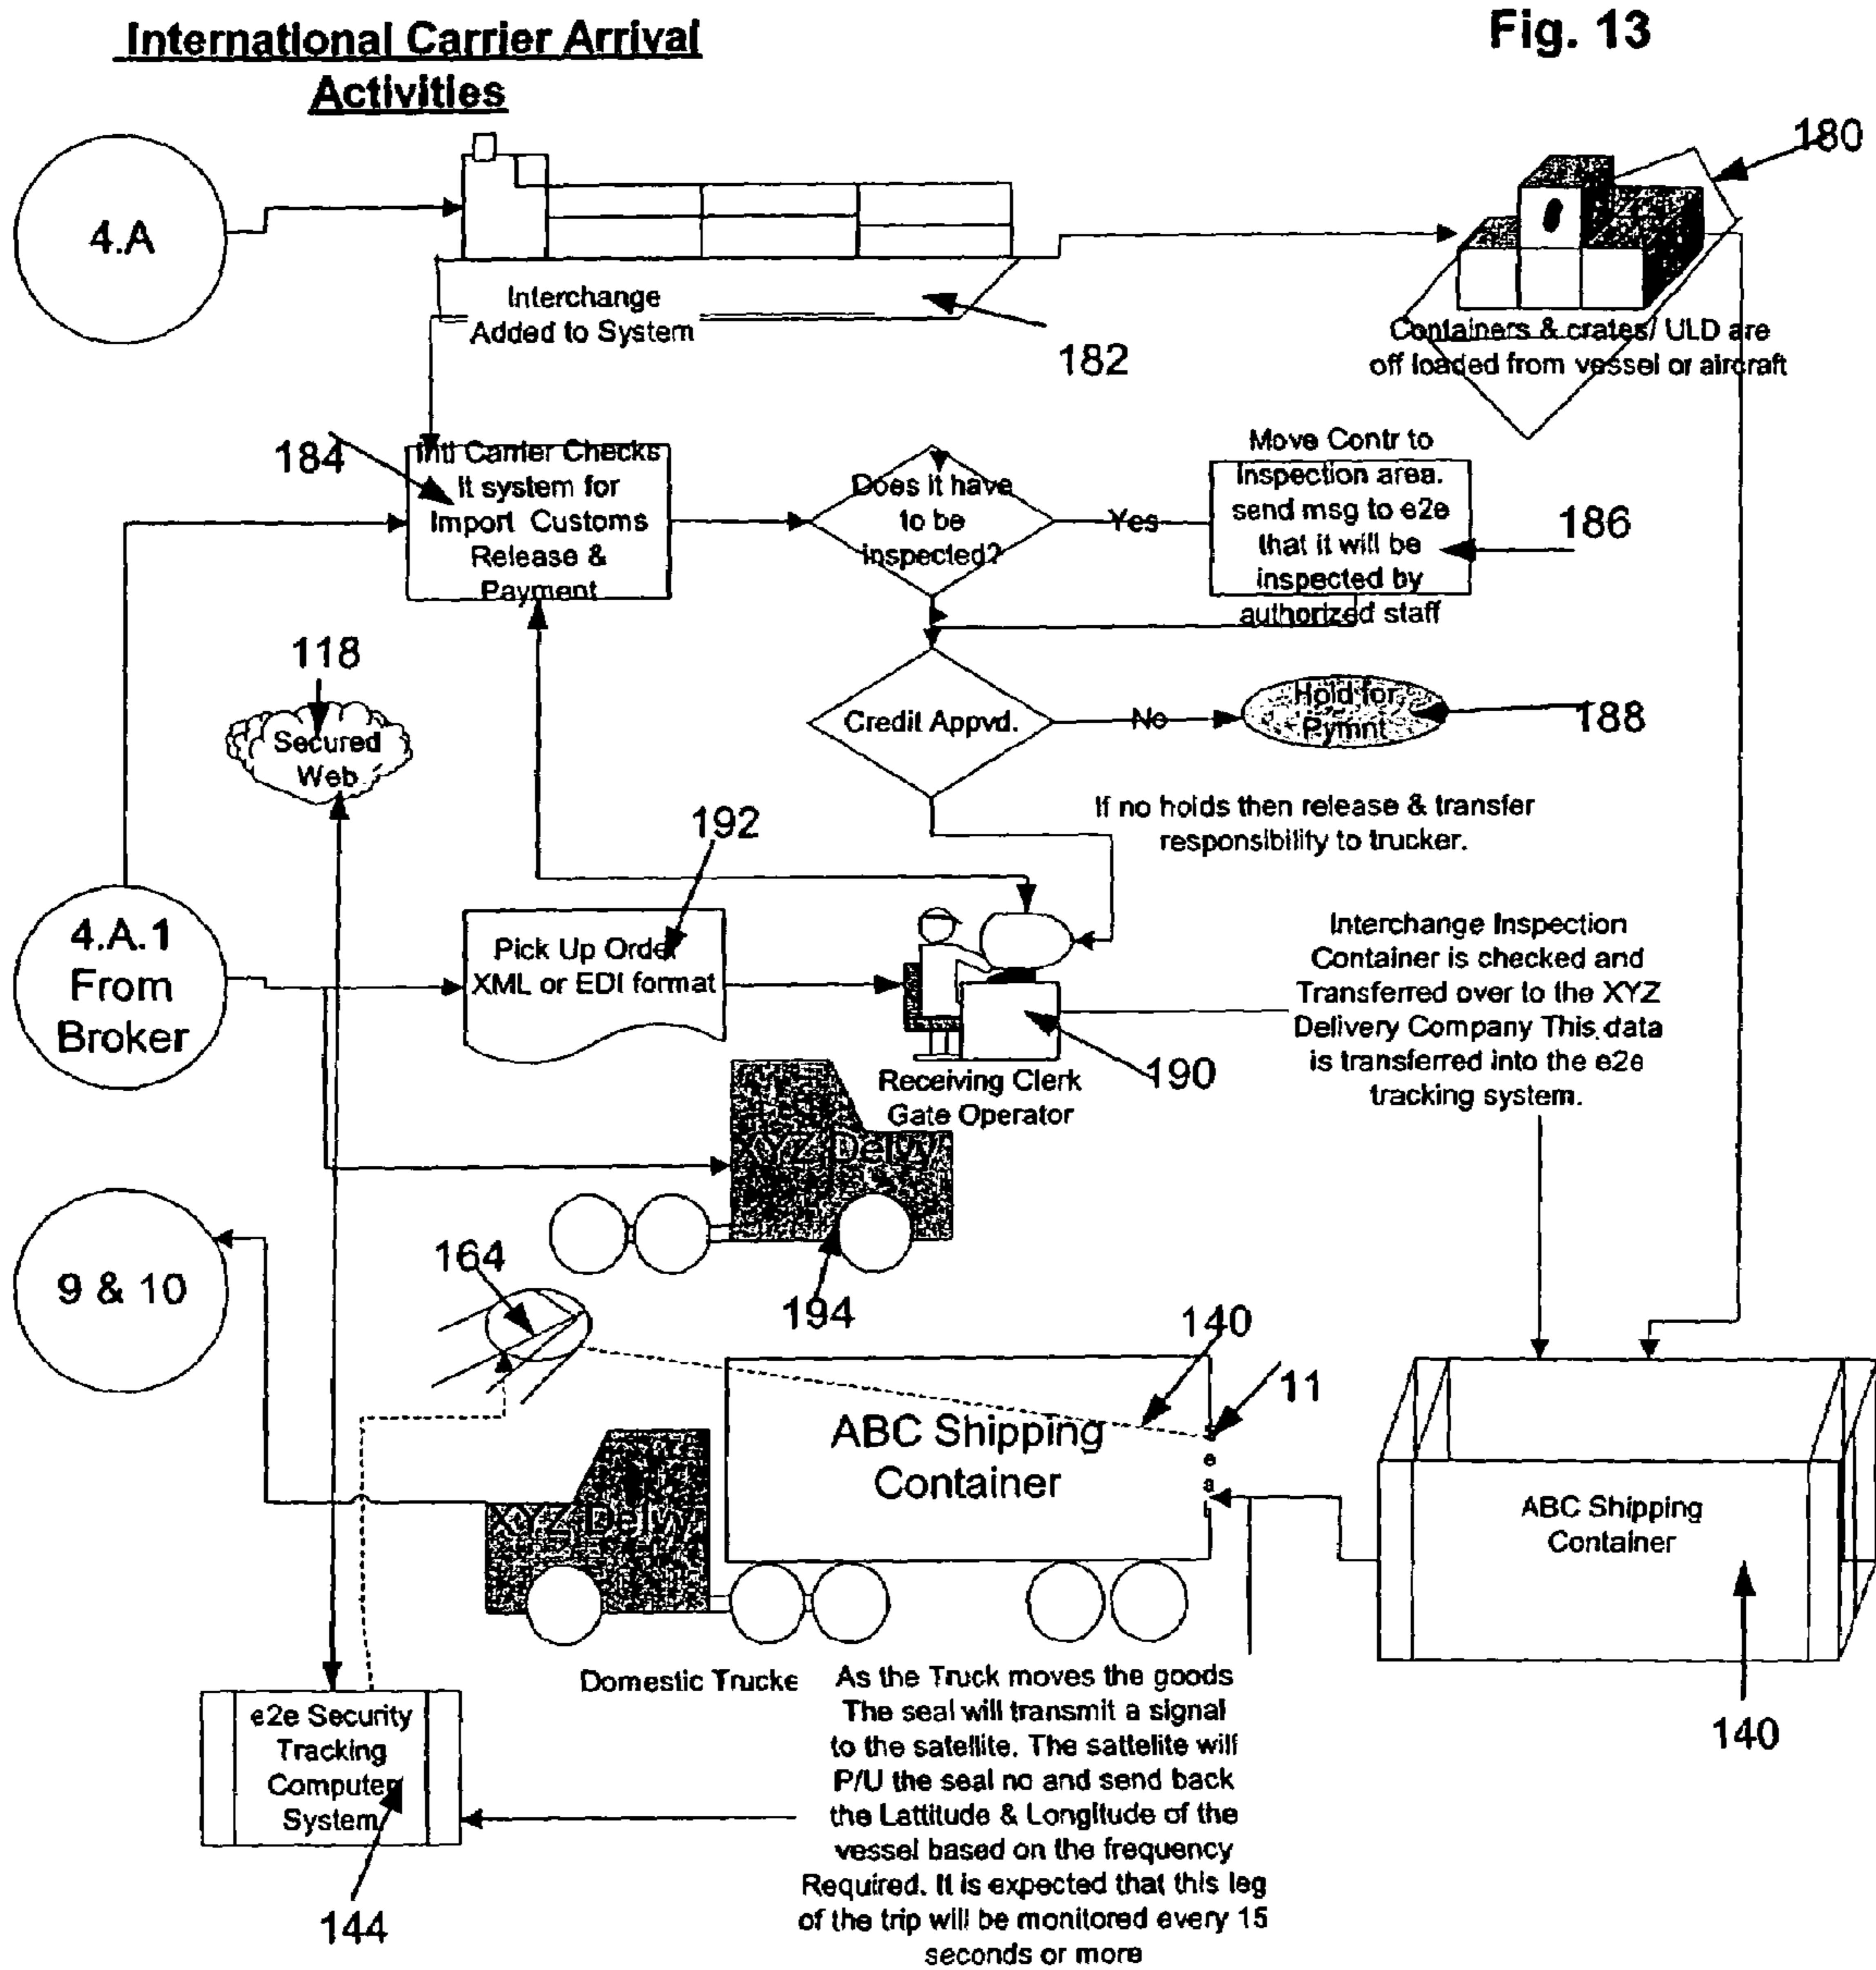 International Carrier Arrival
Activities
Fig. 13
4.A
180
Interchange
Added to System
182
Containers & crates/ ULD are
off loaded from vessel or aircraft
184
Intl Carrier Checks
It system for
Import Customs
Release &
Payment
Does it have
to be
inspected?
Yes
Move Contr to
Inspection area.
send msg to e2e
that it will be
inspected by
authorized staff
186
118
Secured
Web
Credit Appvd.
No
Hold for
Pymnt
188
If no holds then release & transfer
responsibility to trucker.
192
4.A.1
From
Broker
Pick Up Order
XML or EDI format
Receiving Clerk
Gate Operator
190
Interchange Inspection
Container is checked and
Transferred over to the XYZ
Delivery Company This data
is transferred into the e2e
tracking system.
XYZ Delvy
194
9 & 10
164
140
11
ABC Shipping
Container
e
a
l
XYZ Delvy
ABC Shipping
Container
140
Domestic Trucke
e2e Security
Tracking
Computer
System
144
As the Truck moves the goods
The seal will transmit a signal
to the satellite. The sattelite will
P/U the seal no and send back
the Lattitude & Longitude of the
vessel based on the frequency
Required. It is expected that this leg
of the trip will be monitored every 15
seconds or more